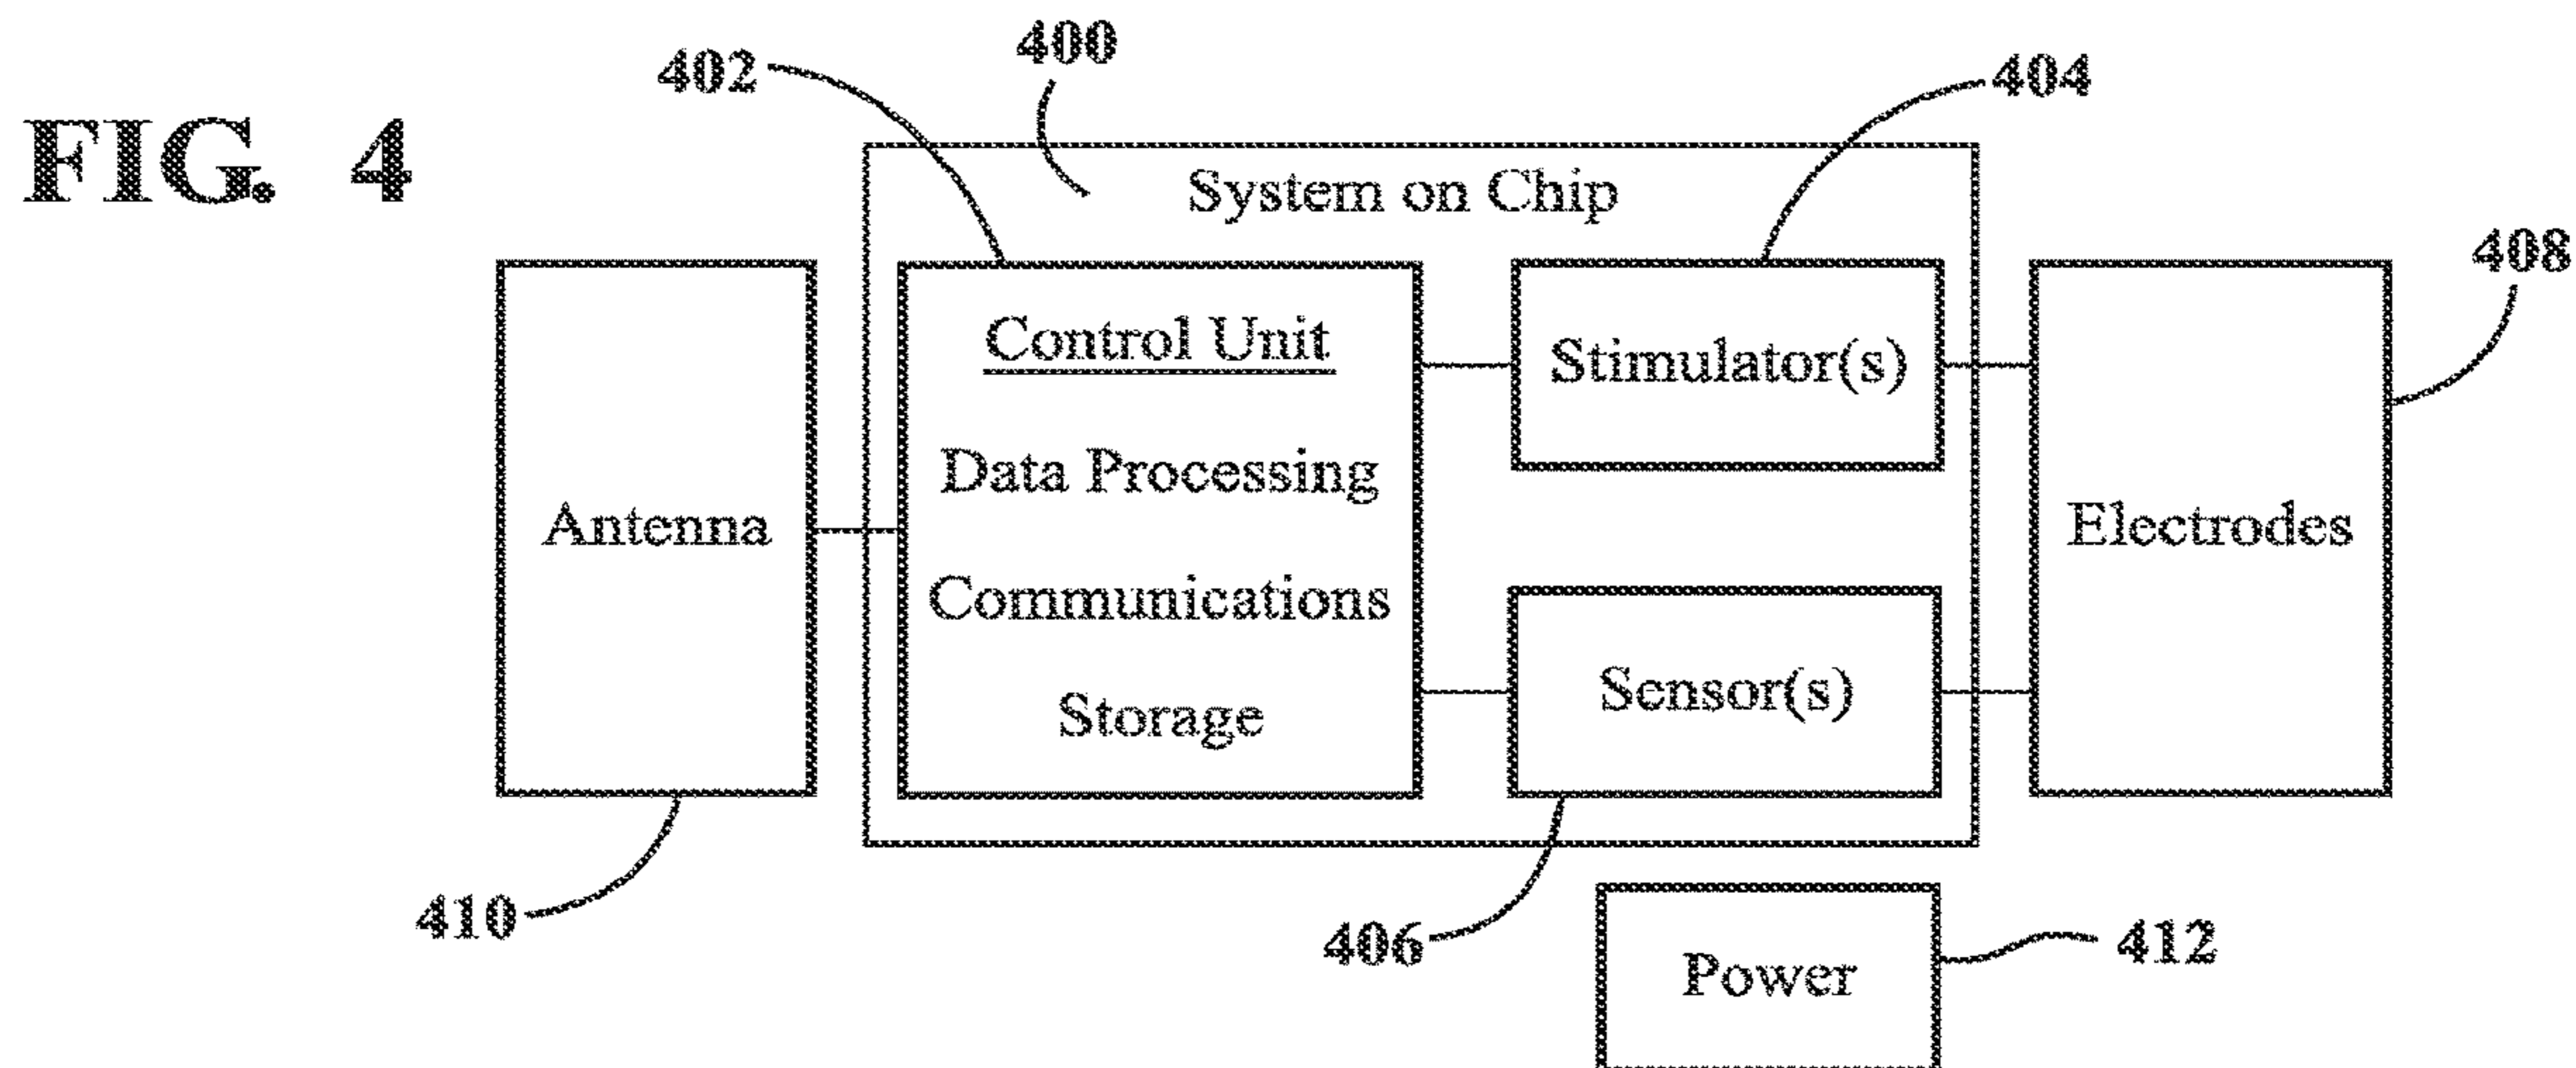 FIG. 4
400
402
404
408
System on Chip
Antenna
Control Unit
Data Processing
Communications
Storage
Stimulator(s)
Sensor(s)
Electrodes
410
406
412
Power